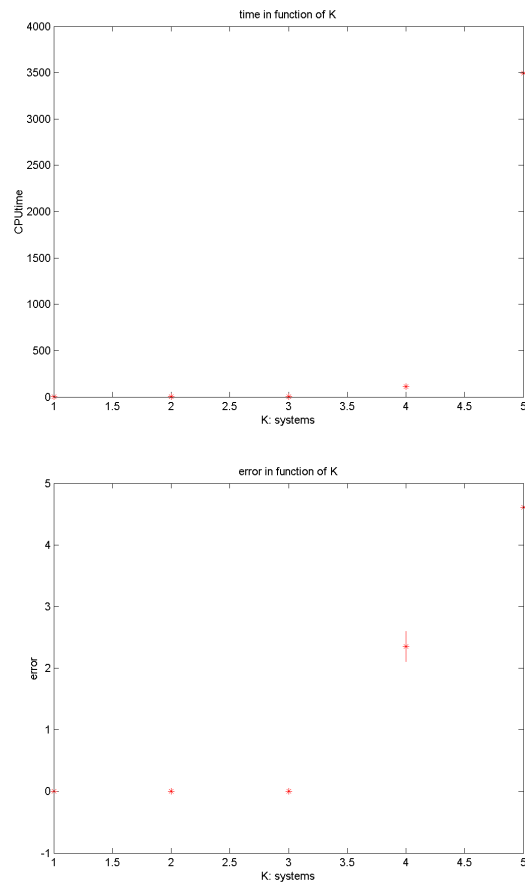 time in function of K
4000
3500
3000
2500
2000
1500
1000
500
0
CPUtime
1 1.5 2 2.5 3 3.5 4 4.5 5
K: systems
error in function of K
5
4
3
2
1
0
-1
error
1 1.5 2 2.5 3 3.5 4 4.5 5
K: systems